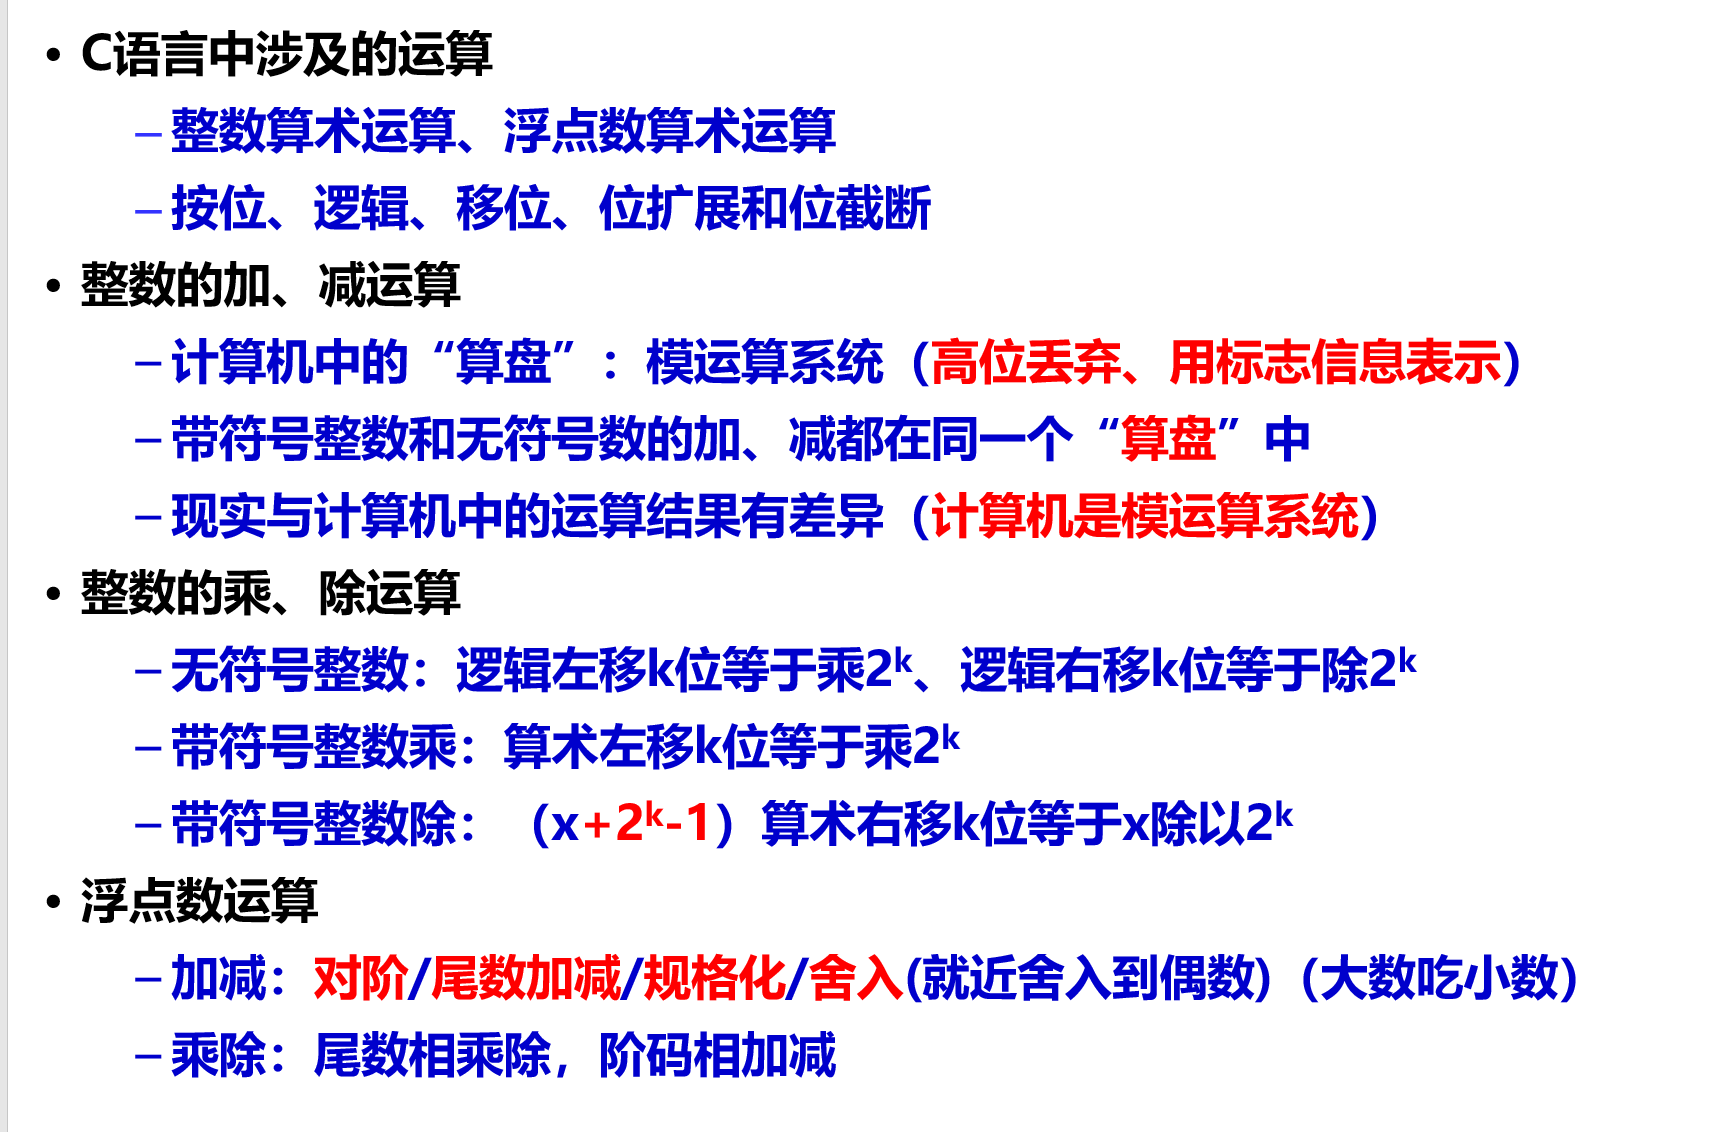 • C语言中涉及的运算
– 整数算术运算、浮点数算术运算
– 按位、逻辑、移位、位扩展和位截断
• 整数的加、减运算
– 计算机中的“算盘”：模运算系统（高位丢弃、用标志信息表示）
– 带符号整数和无符号数的加、减都在同一个“算盘”中
– 现实与计算机中的运算结果有差异（计算机是模运算系统）
• 整数的乘、除运算
– 无符号整数：逻辑左移k位等于乘2ᵏ、逻辑右移k位等于除2ᵏ
– 带符号整数乘：算术左移k位等于乘2ᵏ
– 带符号整数除：（x+2ᵏ-1）算术右移k位等于x除以2ᵏ
• 浮点数运算
– 加减：对阶/尾数加减/规格化/舍入(就近舍入到偶数)（大数吃小数）
– 乘除：尾数相乘除，阶码相加减